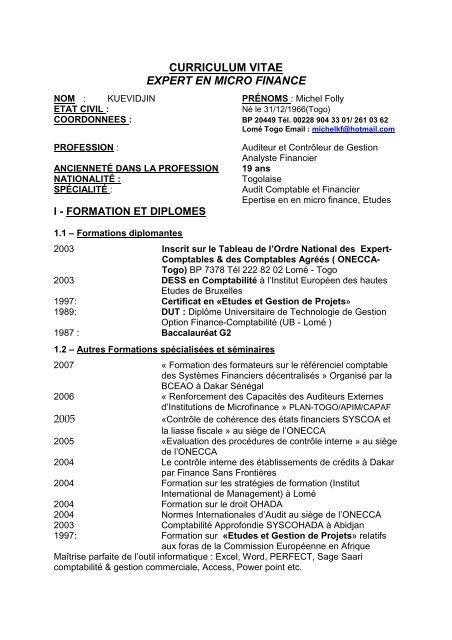 CURRICULUM VITAE
EXPERT EN MICRO FINANCE
NOM : KUEVIDJIN PRÉNOMS : Michel Folly
ETAT CIVIL : Né le 31/12/1966(Togo)
COORDONNEES : BP 20449 Tél. 00228 904 33 01/ 261 03 62
Lomé Togo Email : michelkf@hotmail.com
PROFESSION : Auditeur et Contrôleur de Gestion
Analyste Financier
ANCIENNETÉ DANS LA PROFESSION 19 ans
NATIONALITÉ : Togolaise
SPÉCIALITÉ : Audit Comptable et Financier
Epertise en en micro finance, Etudes
I - FORMATION ET DIPLOMES
1.1 – Formations diplomantes
2003 Inscrit sur le Tableau de l'Ordre National des Expert-
Comptables & des Comptables Agréés ( ONECCA-
Togo) BP 7378 Tél 222 82 02 Lomé - Togo
2003 DESS en Comptabilité à l'Institut Européen des hautes
Etudes de Bruxelles
1997: Certificat en «Etudes et Gestion de Projets»
1989: DUT : Diplôme Universitaire de Technologie de Gestion
Option Finance-Comptabilité (UB - Lomé )
1987 : Baccalauréat G2
1.2 – Autres Formations spécialisées et séminaires
2007 « Formation des formateurs sur le référenciel comptable
des Systèmes Financiers décentralisés » Organisé par la
BCEAO à Dakar Sénégal
2006 « Renforcement des Capacités des Auditeurs Externes
d'Institutions de Microfinance » PLAN-TOGO/APIM/CAPAF
2005 «Contrôle de cohérence des états financiers SYSCOA et
la liasse fiscale » au siège de l'ONECCA
2005 «Evaluation des procédures de contrôle interne » au siège
de l'ONECCA
2004 Le contrôle interne des établissements de crédits à Dakar
par Finance Sans Frontières
2004 Formation sur les stratégies de formation (Institut
International de Management) à Lomé
2004 Formation sur le droit OHADA
2004 Normes Internationales d'Audit au siège de l'ONECCA
2003 Comptabilité Approfondie SYSCOHADA à Abidjan
1997: Formation sur «Etudes et Gestion de Projets» relatifs
aux foras de la Commission Européenne en Afrique
Maîtrise parfaite de l'outil informatique : Excel, Word, PERFECT, Sage Saari
comptabilité & gestion commerciale, Access, Power point etc.